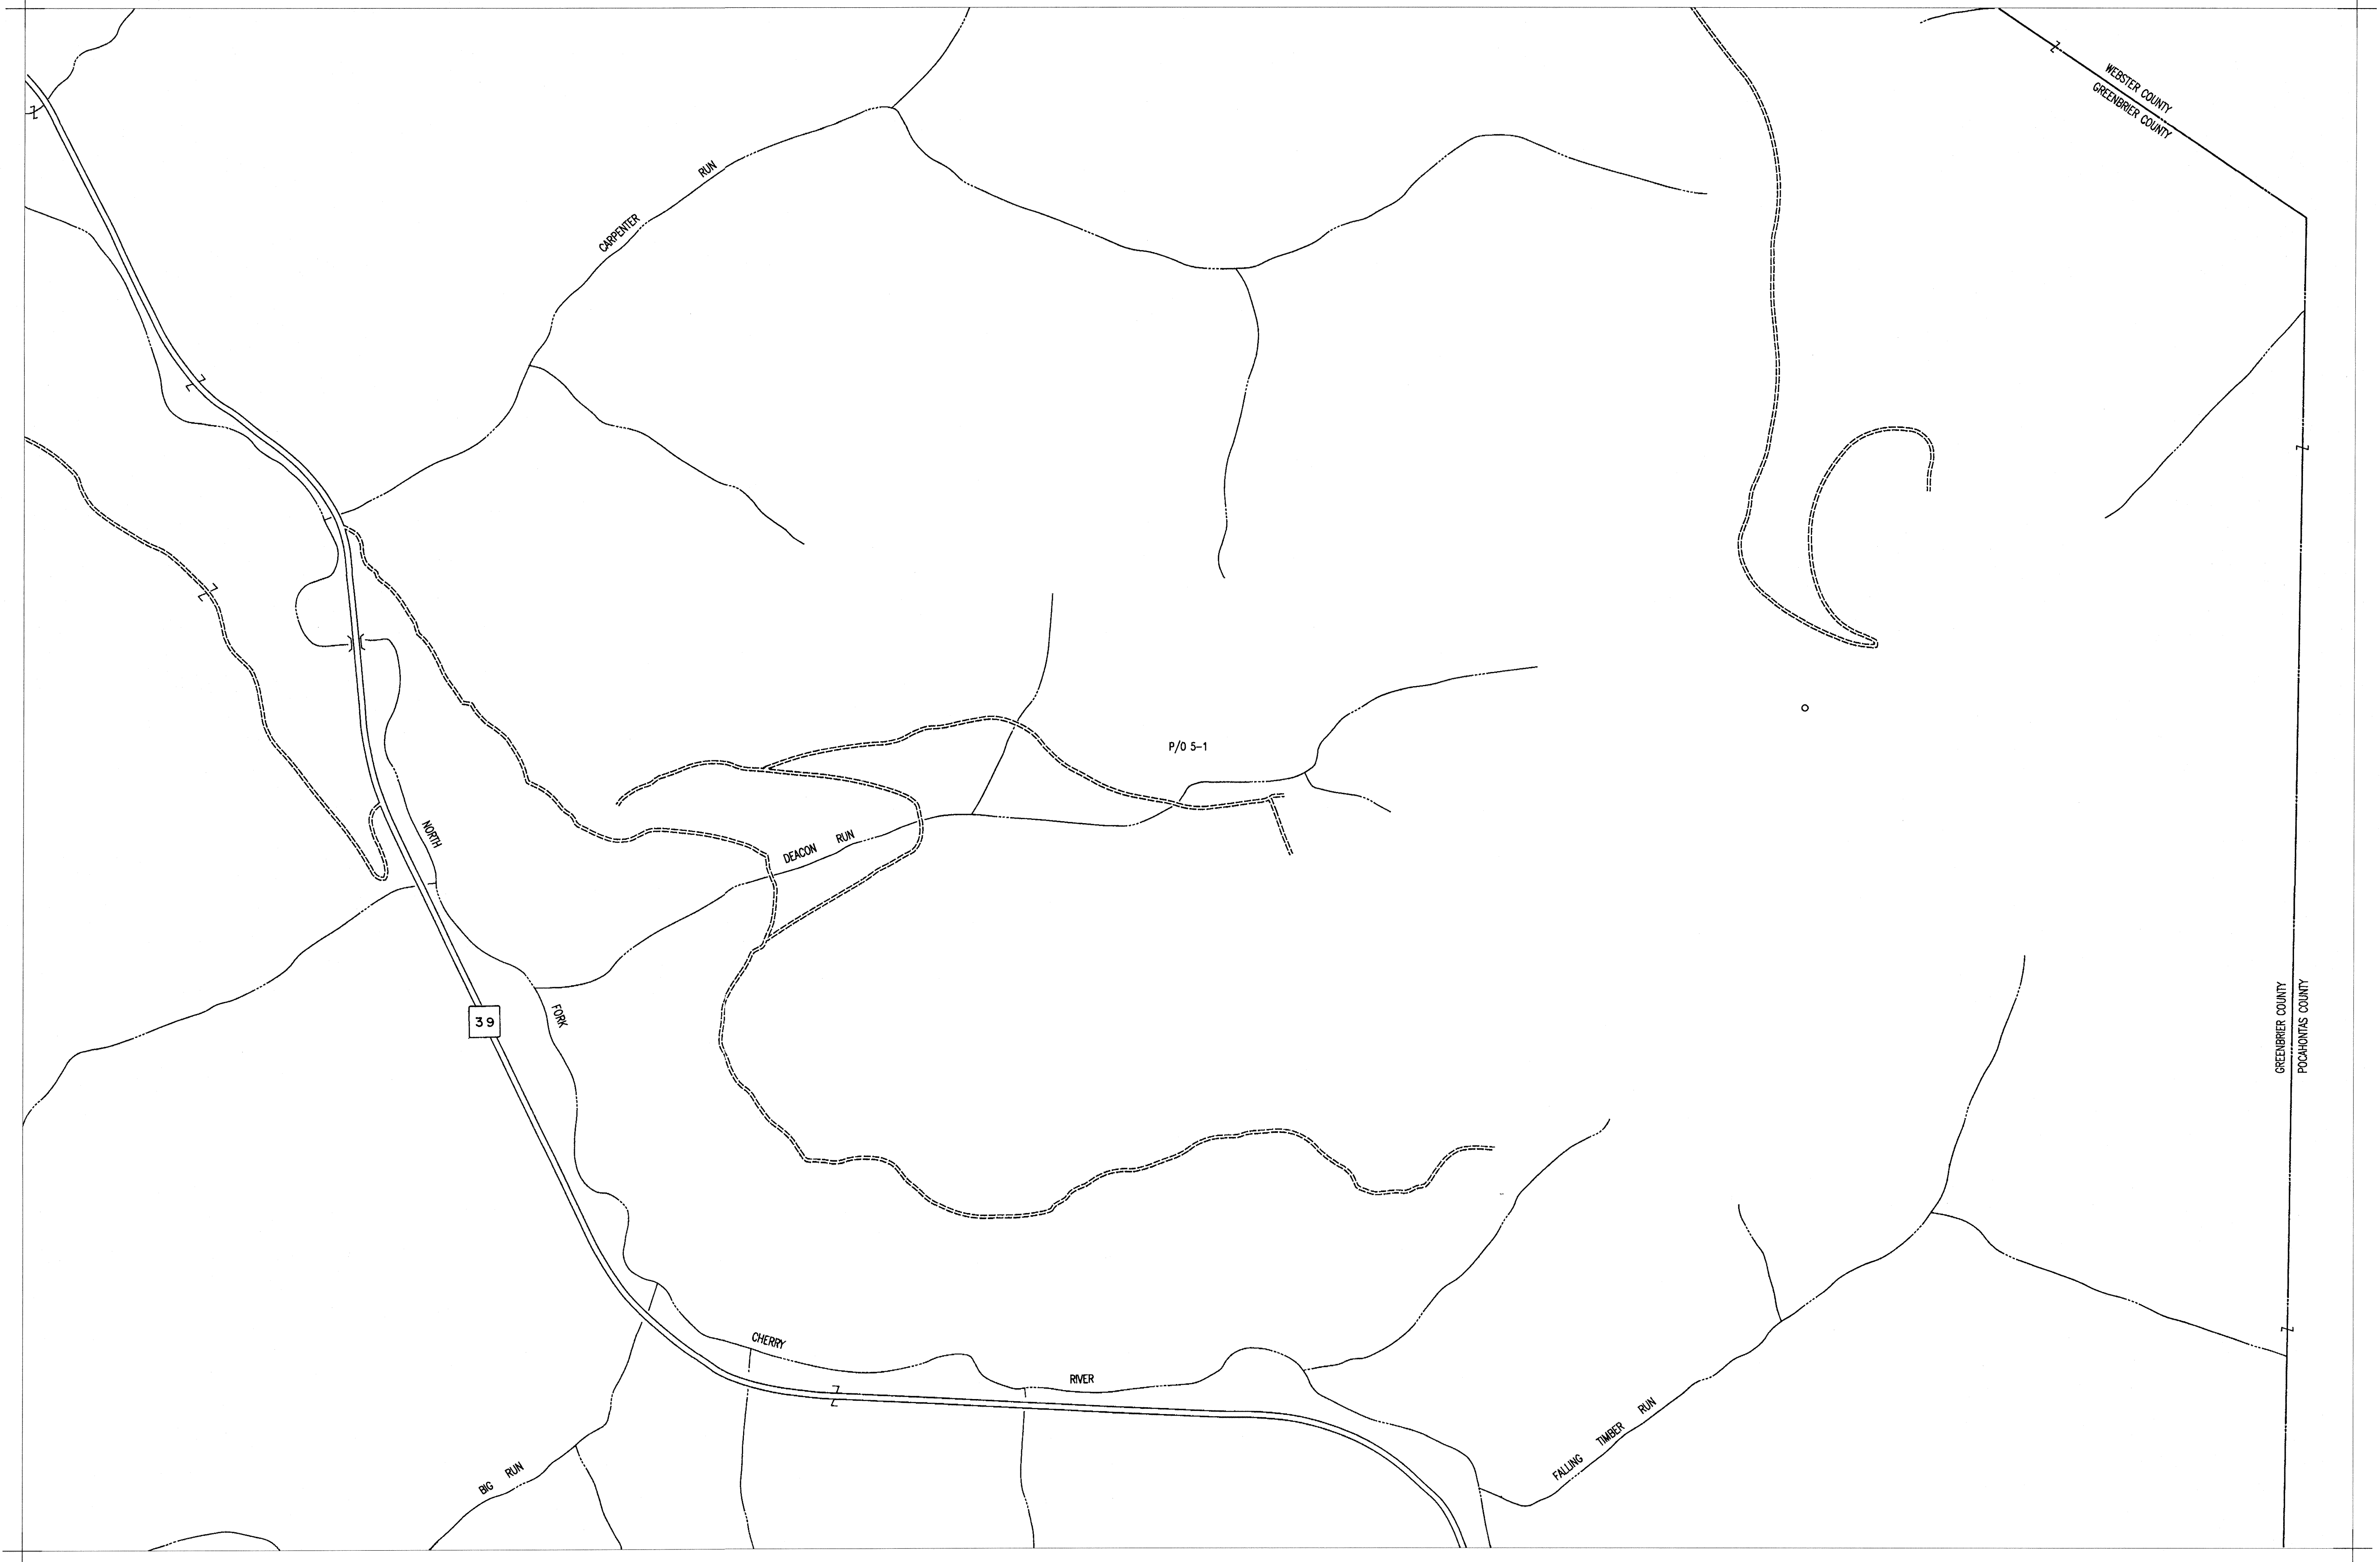 WEBSTER COUNTY
GREENBRIER COUNTY
CARPENTER RUN
P/O 5-1
NORTH
DEACON RUN
39
FORK
GREENBRIER COUNTY
POCAHONTAS COUNTY
CHERRY
RIVER
FALLING TIMBER RUN
BIG RUN